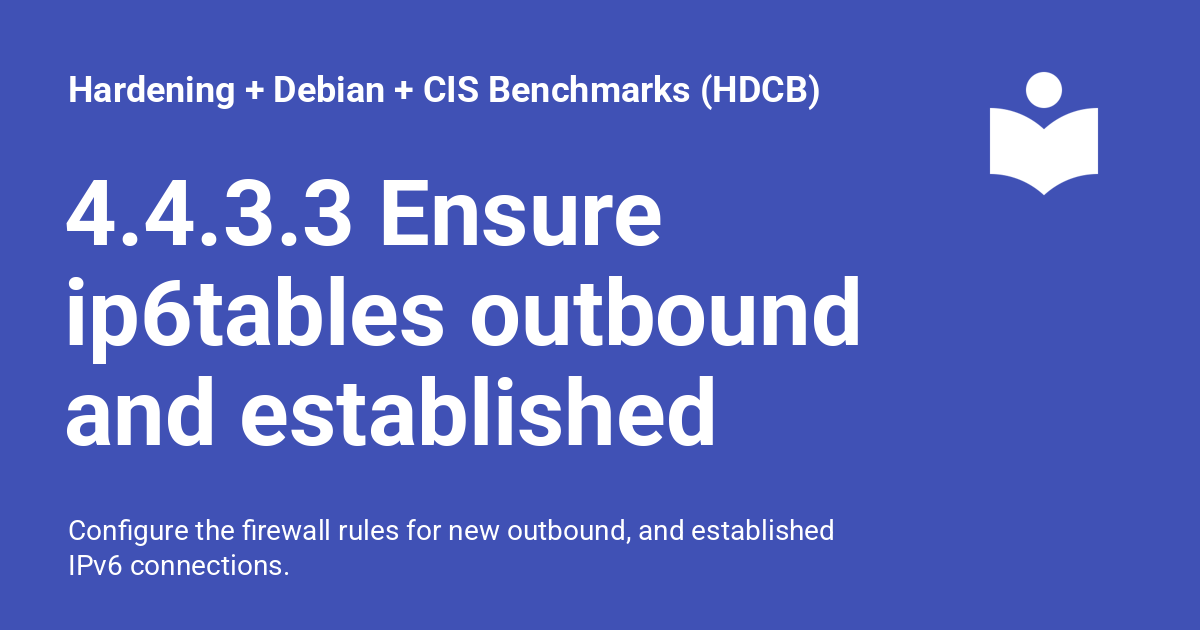 Hardening + Debian + CIS Benchmarks (HDCB)
4.4.3.3 Ensure
ip6tables outbound
and established
Configure the firewall rules for new outbound, and established
IPv6 connections.